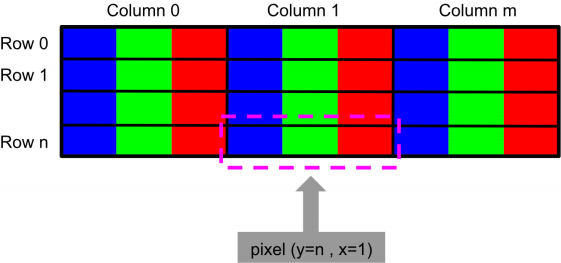 Column 0 Column 1 Column m
Row 0
Row 1
Row n
pixel (y=n , x=1)